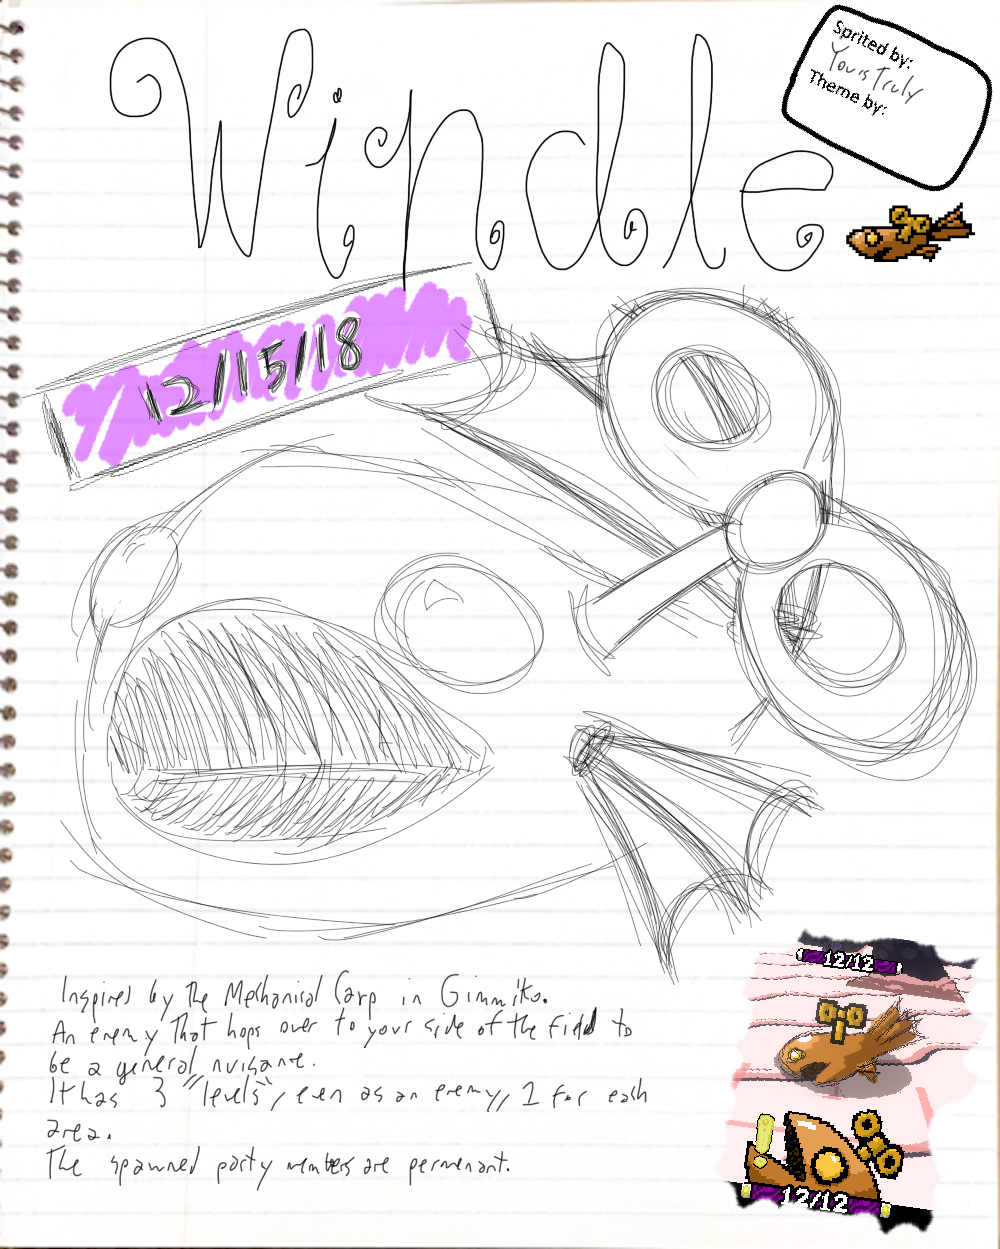 Windle
Sprited by:
Yours Truly
Theme by:
12/15/18
Inspired by the Mechanical Carp in Gimmiko.
An enemy that hops over to your side of the field to
be a general nuisance.
It has 3 "levels", even as an enemy, 1 for each
area.
The spawned party members are permenant.
12/12
12/12